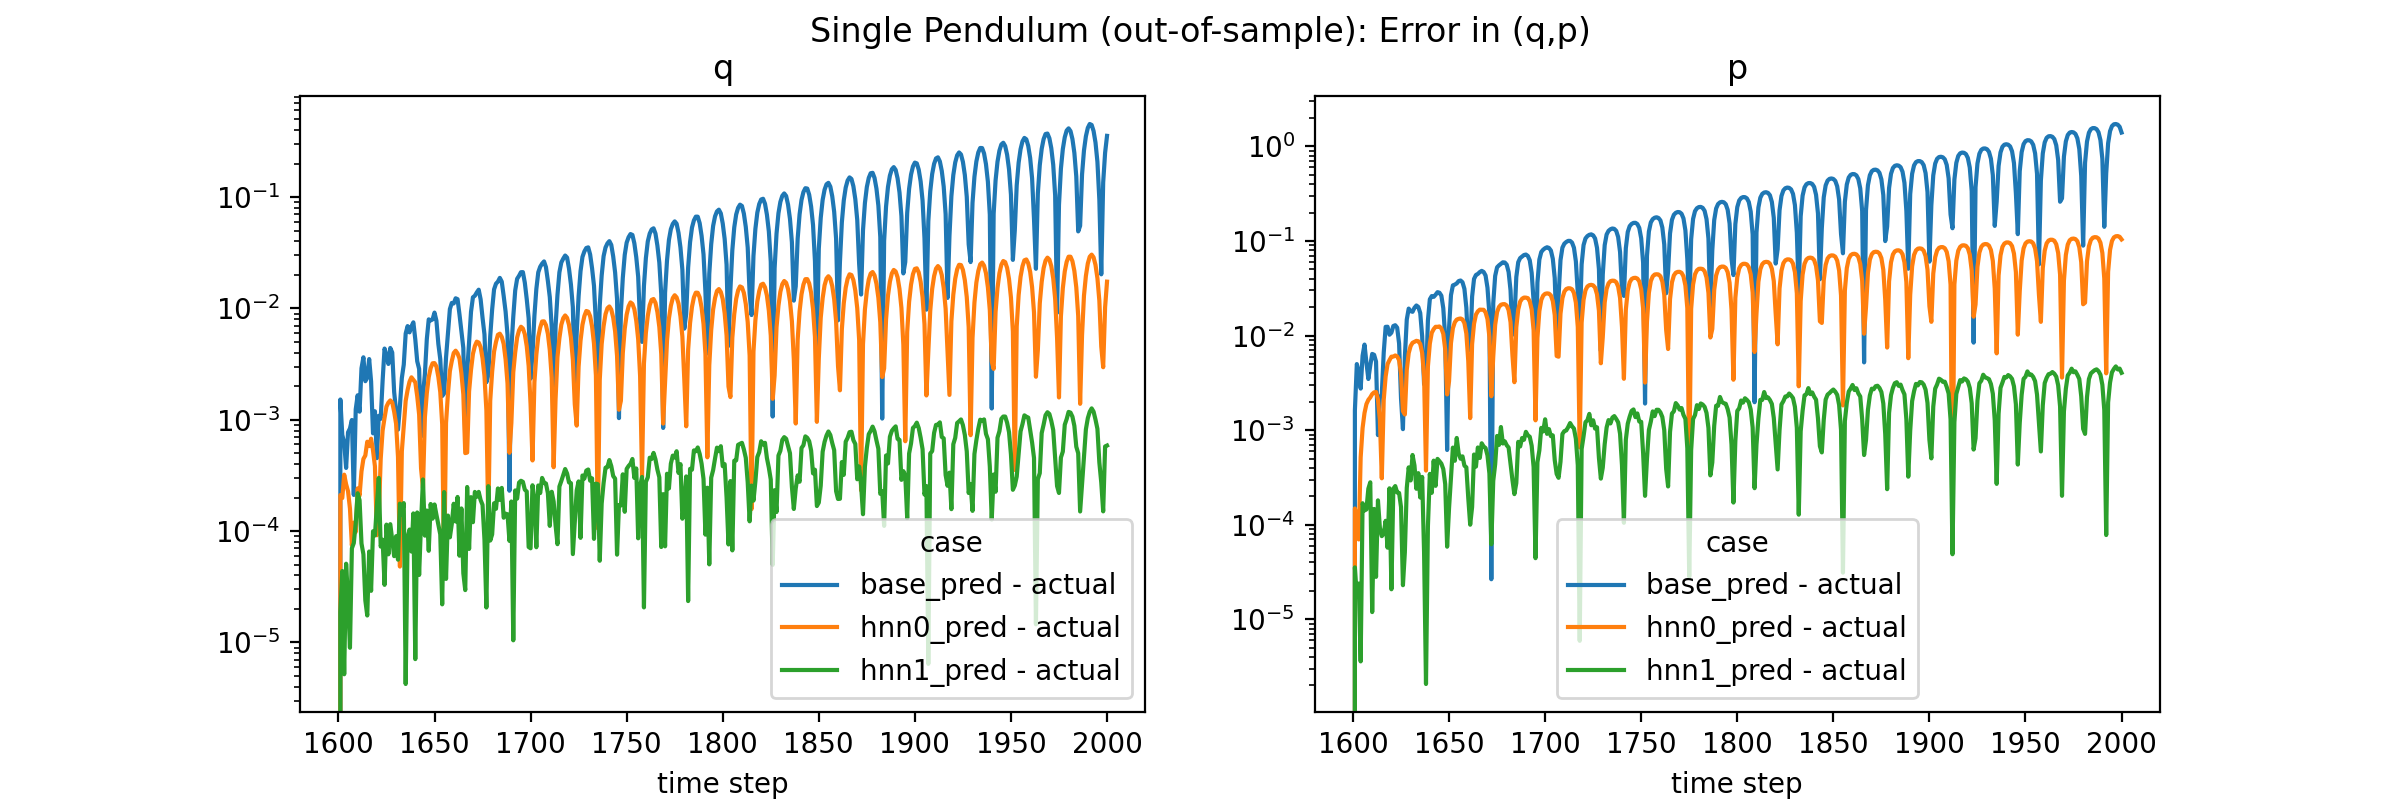 Single Pendulum (out-of-sample): Error in (q,p)
q
10⁻¹
10⁻²
10⁻³
10⁻⁴
10⁻⁵
1600 1650 1700 1750 1800 1850 1900 1950 2000
time step
case
base_pred - actual
hnn0_pred - actual
hnn1_pred - actual
p
10⁰
10⁻¹
10⁻²
10⁻³
10⁻⁴
10⁻⁵
1600 1650 1700 1750 1800 1850 1900 1950 2000
time step
case
base_pred - actual
hnn0_pred - actual
hnn1_pred - actual